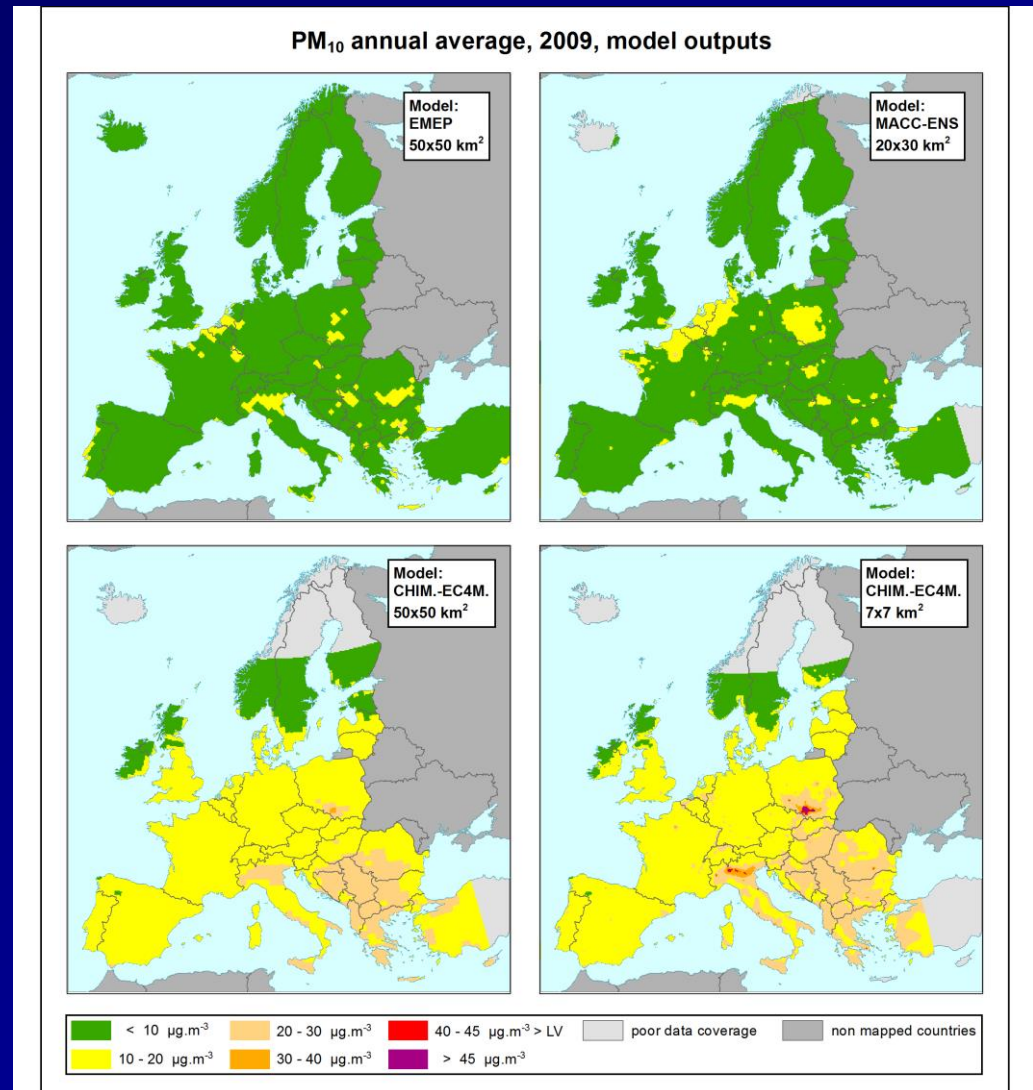 PM₁₀ annual average, 2009, model outputs
Model:
EMEP
50x50 km²
Model:
MACC-ENS
20x30 km²
Model:
CHIM.-EC4M.
50x50 km²
Model:
CHIM.-EC4M.
7x7 km²
< 10 µg.m⁻³
20 - 30 µg.m⁻³
40 - 45 µg.m⁻³ > LV
poor data coverage
non mapped countries
10 - 20 µg.m⁻³
30 - 40 µg.m⁻³
> 45 µg.m⁻³